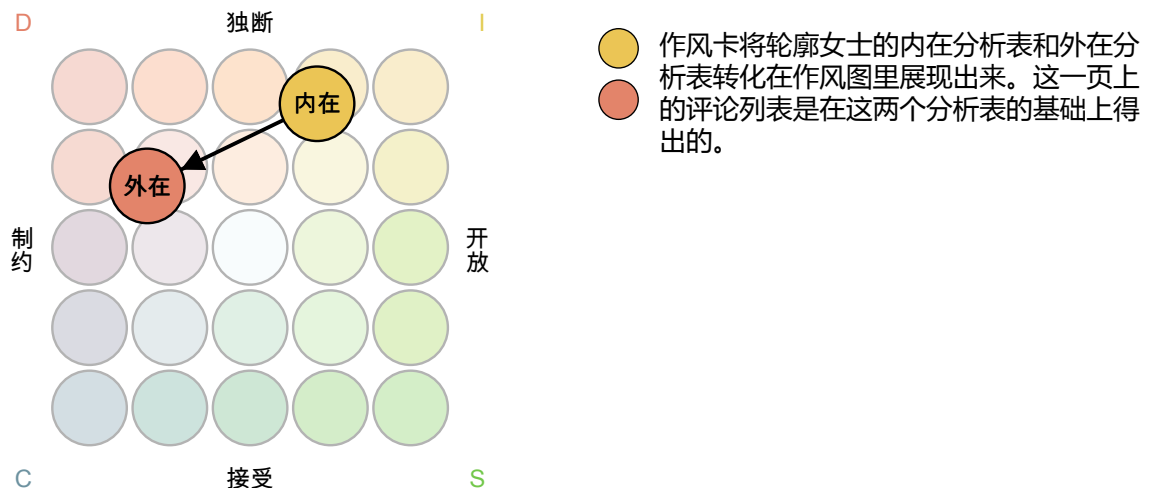 D
独断
I
内在
外在
制约
开放
C
接受
S
作风卡将轮廓女士的内在分析表和外在分
析表转化在作风图里展现出来。这一页上
的评论列表是在这两个分析表的基础上得
出的。